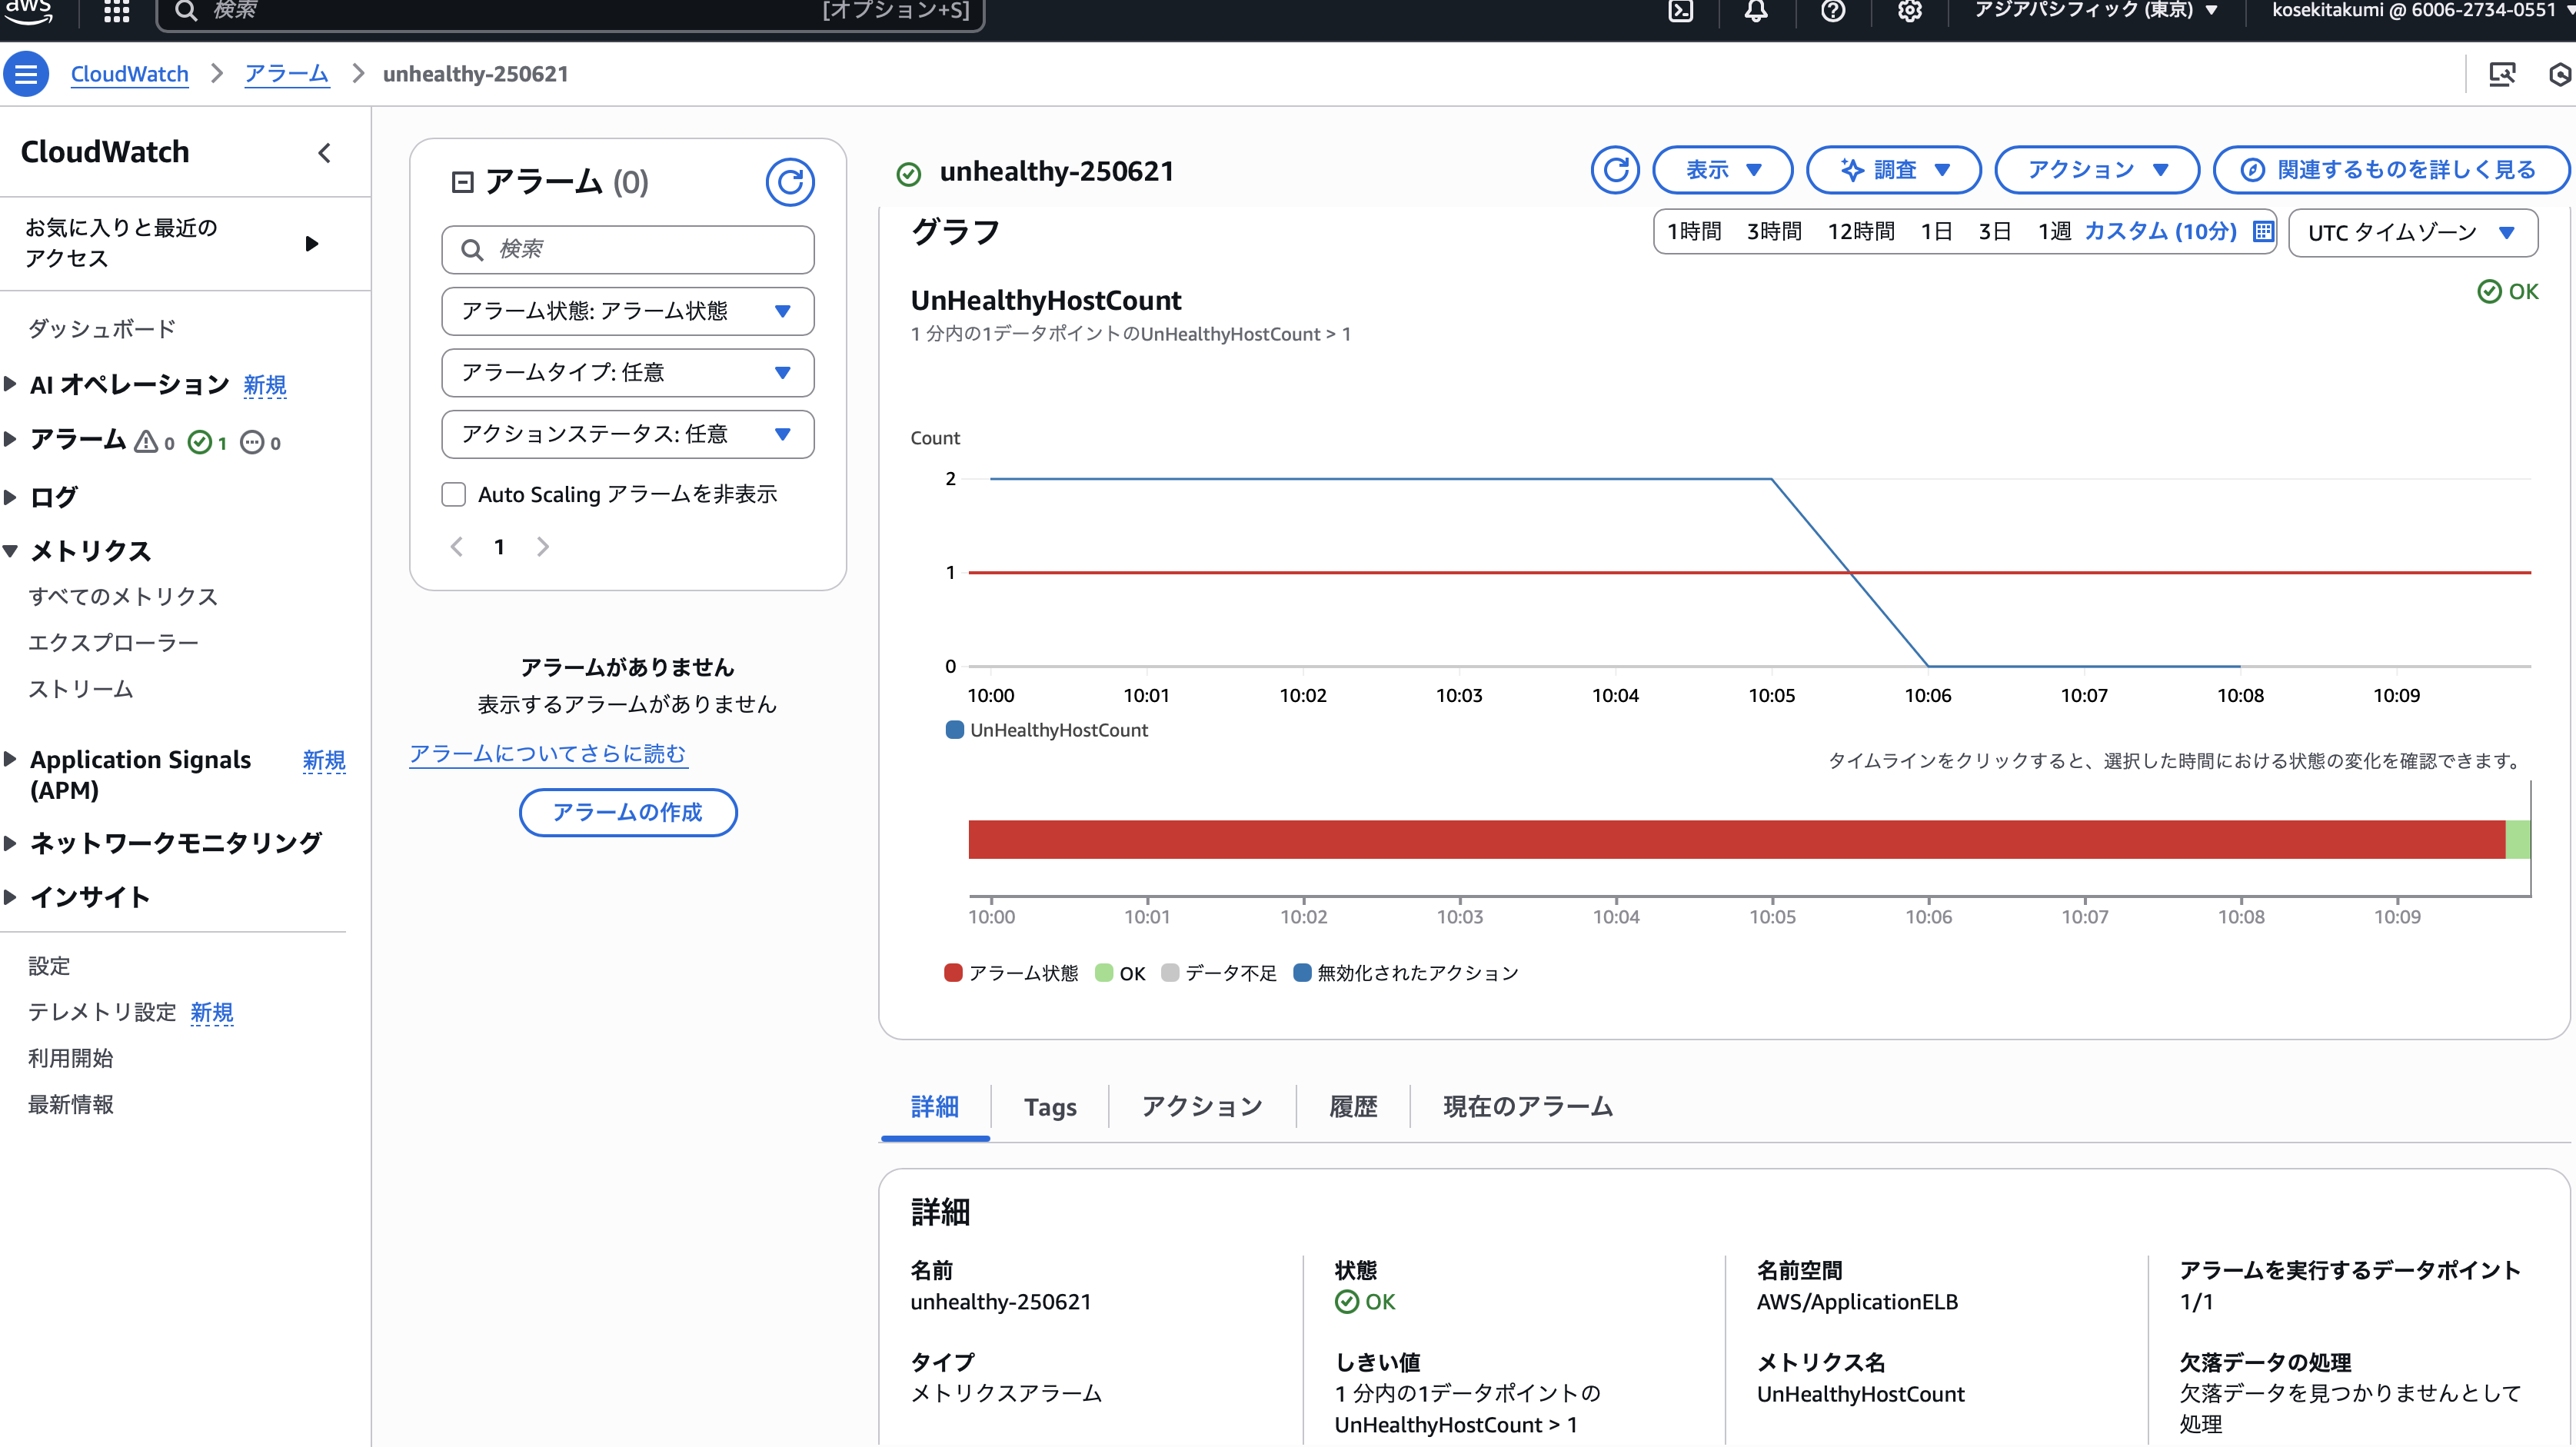 aws
検索
[オプション+S]
アジアパシフィック (東京)
kosekitakumi @ 6006-2734-0551
CloudWatch
アラーム
unhealthy-250621
CloudWatch
お気に入りと最近の
アクセス
ダッシュボード
AI オペレーション 新規
アラーム 0 1 0
ログ
メトリクス
すべてのメトリクス
エクスプローラー
ストリーム
Application Signals 新規
(APM)
ネットワークモニタリング
インサイト
設定
テレメトリ設定 新規
利用開始
最新情報
アラーム (0)
検索
アラーム状態: アラーム状態
アラームタイプ: 任意
アクションステータス: 任意
Auto Scaling アラームを非表示
1
アラームがありません
表示するアラームがありません
アラームについてさらに読む
アラームの作成
unhealthy-250621
表示
調査
アクション
関連するものを詳しく見る
グラフ
1時間 3時間 12時間 1日 3日 1週 カスタム (10分)
UTC タイムゾーン
UnHealthyHostCount
OK
1 分内の1データポイントのUnHealthyHostCount > 1
Count
2
1
0
10:00 10:01 10:02 10:03 10:04 10:05 10:06 10:07 10:08 10:09
UnHealthyHostCount
タイムラインをクリックすると、選択した時間における状態の変化を確認できます。
10:00 10:01 10:02 10:03 10:04 10:05 10:06 10:07 10:08 10:09
アラーム状態 OK データ不足 無効化されたアクション
詳細 Tags アクション 履歴 現在のアラーム
詳細
名前
unhealthy-250621
タイプ
メトリクスアラーム
状態
OK
しきい値
1 分内の1データポイントの
UnHealthyHostCount > 1
名前空間
AWS/ApplicationELB
メトリクス名
UnHealthyHostCount
アラームを実行するデータポイント
1/1
欠落データの処理
欠落データを見つかりませんとして
処理